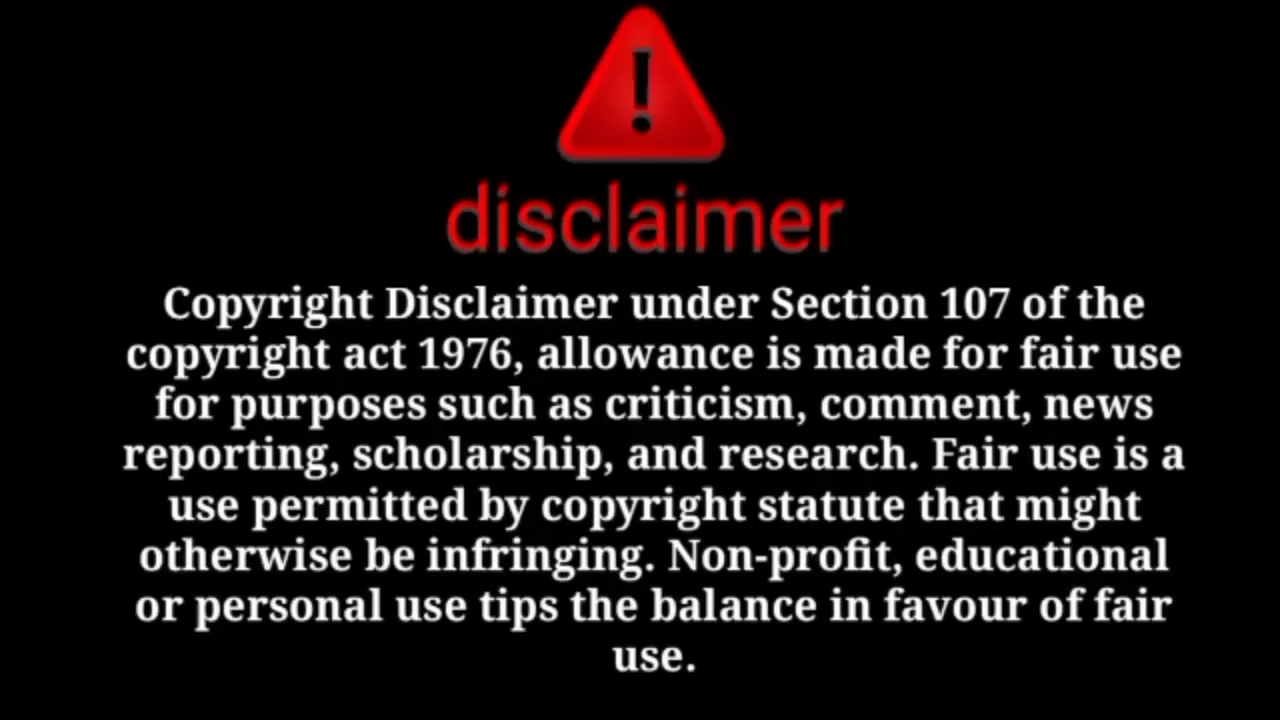 disclaimer
Copyright Disclaimer under Section 107 of the
copyright act 1976, allowance is made for fair use
for purposes such as criticism, comment, news
reporting, scholarship, and research. Fair use is a
use permitted by copyright statute that might
otherwise be infringing. Non-profit, educational
or personal use tips the balance in favour of fair
use.